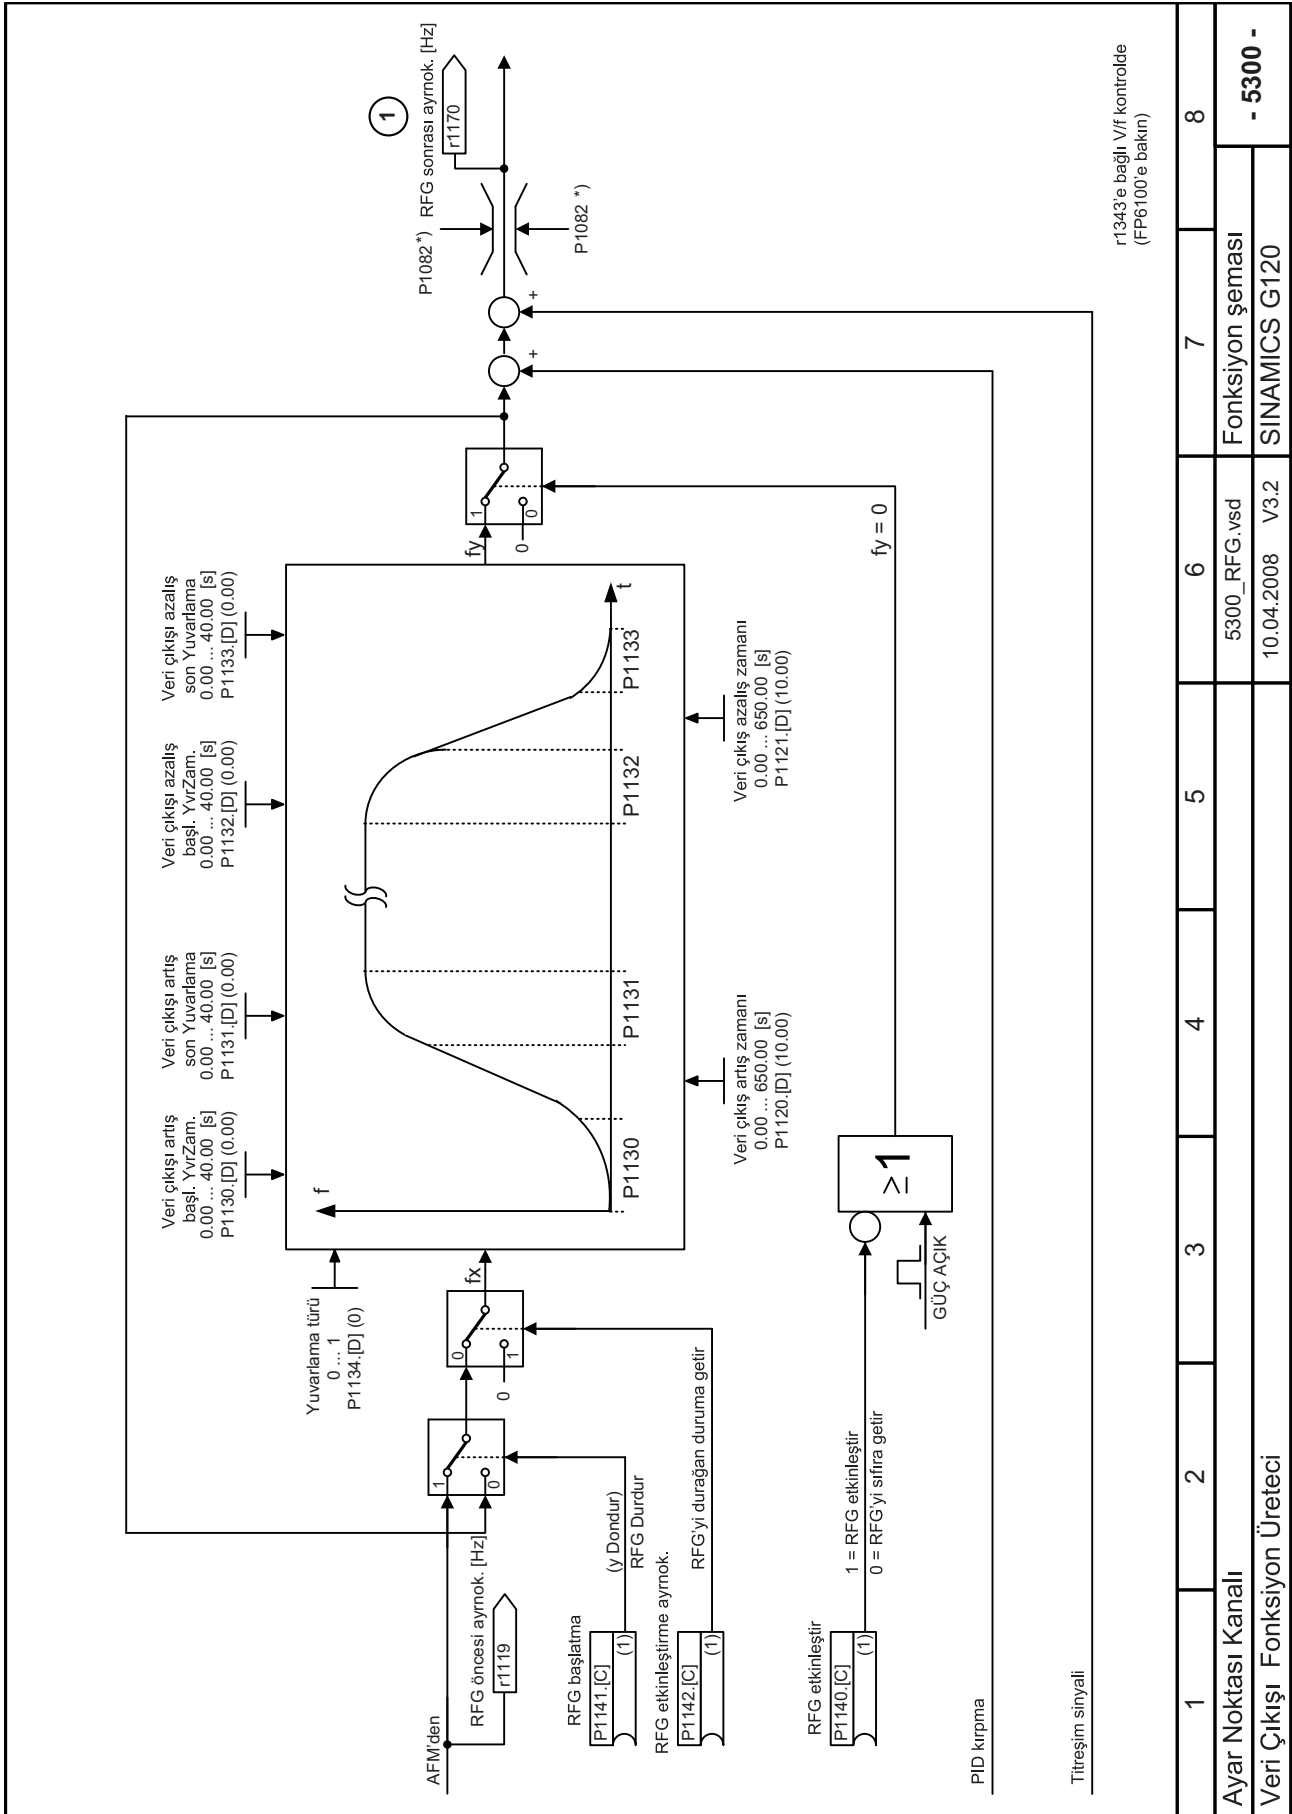 AFM'den
RFG öncesi ayrnok. [Hz]
r1119
RFG başlatma
P1141.[C]
(1)
(y Dondur)
RFG Durdur
RFG etkinleştirme ayrnok.
P1142.[C]
(1)
RFG'yi durağan duruma getir
RFG etkinleştir
P1140.[C]
(1)
1 = RFG etkinleştir
0 = RFG'yi sıfıra getir
PID kırpma
Titreşim sinyali
1
0
0
1
0
fx
Yuvarlama türü
0 ... 1
P1134.[D] (0)
GÜÇ AÇIK
≥1
Veri çıkışı artış
başl. YvrZam.
0.00 ... 40.00 [s]
P1130.[D] (0.00)
Veri çıkışı artış
son Yuvarlama
0.00 ... 40.00 [s]
P1131.[D] (0.00)
Veri çıkışı azalış
başl. YvrZam.
0.00 ... 40.00 [s]
P1132.[D] (0.00)
Veri çıkışı azalış
son Yuvarlama
0.00 ... 40.00 [s]
P1133.[D] (0.00)
f
t
P1130
P1131
P1132
P1133
Veri çıkış artış zamanı
0.00 ... 650.00 [s]
P1120.[D] (10.00)
Veri çıkış azalış zamanı
0.00 ... 650.00 [s]
P1121.[D] (10.00)
fy
1
0
0
fy = 0
+
+
P1082 *)
P1082 *)
RFG sonrası ayrnok. [Hz]
r1170
1
r1343'e bağlı V/f kontrolde
(FP6100'e bakın)
1 2 3 4 5 6 7 8
Ayar Noktası Kanalı
Veri Çıkışı Fonksiyon Üreteci
5300_RFG.vsd
10.04.2008 V3.2
Fonksiyon şeması
SINAMICS G120
- 5300 -